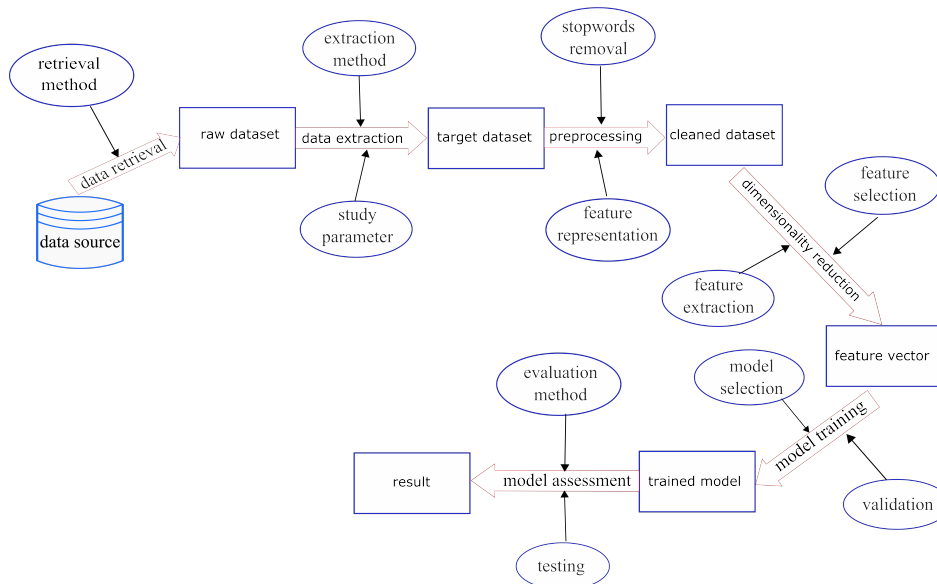 retrieval
method
data retrieval
data source
raw dataset
extraction
method
data extraction
study
parameter
target dataset
stopwords
removal
preprocessing
feature
representation
cleaned dataset
feature
selection
dimensionality reduction
feature
extraction
feature vector
model
selection
model training
validation
trained model
evaluation
method
model assessment
testing
result